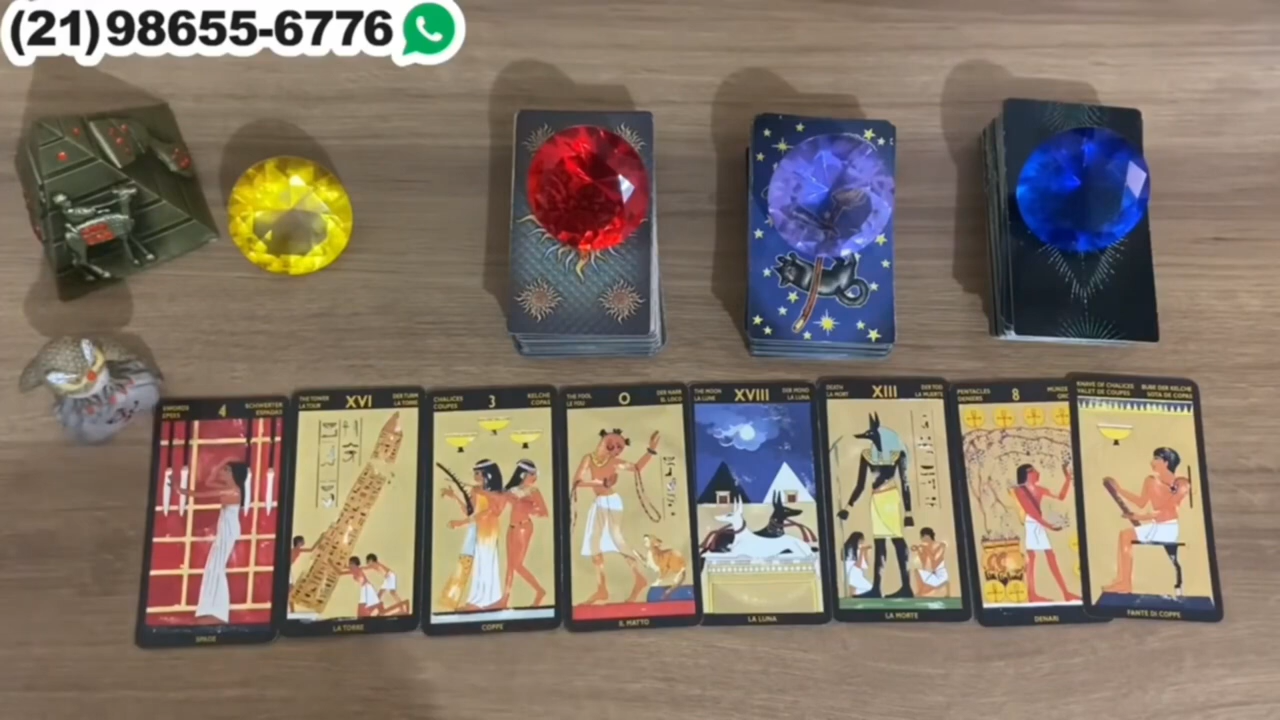 (21)98655-6776
4
SWORDS
EPEES
SCHWERTER
ESPADAS
SPADE
XVI
THE TOWER
LA TOUR
DER TURM
LA TORRE
LA TORRE
3
CHALICES
COUPES
KELCHE
COPAS
COPPE
0
THE FOOL
LE FOU
DER NARR
EL LOCO
IL MATTO
XVIII
THE MOON
LA LUNE
DER MOND
LA LUNA
LA LUNA
XIII
DEATH
LA MORT
DER TOD
LA MUERTE
LA MORTE
8
PENTACLES
DENIERS
DENARI
KNAVE OF CHALICES
VALET DE COUPES
BUBE DER KELCHE
SOTA DE COPAS
FANTE DI COPPE